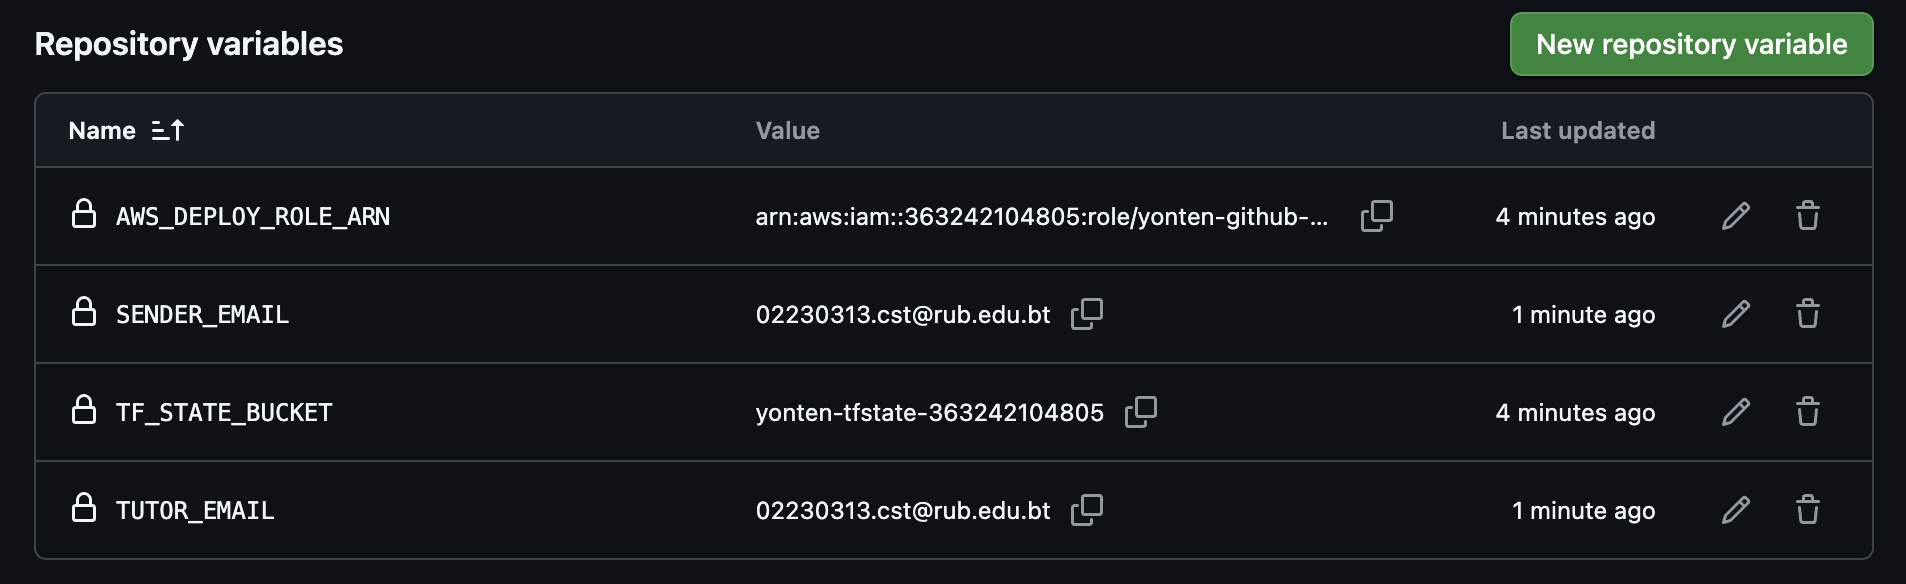 Repository variables
New repository variable
Name Value Last updated
AWS_DEPLOY_ROLE_ARN arn:aws:iam::363242104805:role/yonten-github-... 4 minutes ago
SENDER_EMAIL 02230313.cst@rub.edu.bt 1 minute ago
TF_STATE_BUCKET yonten-tfstate-363242104805 4 minutes ago
TUTOR_EMAIL 02230313.cst@rub.edu.bt 1 minute ago